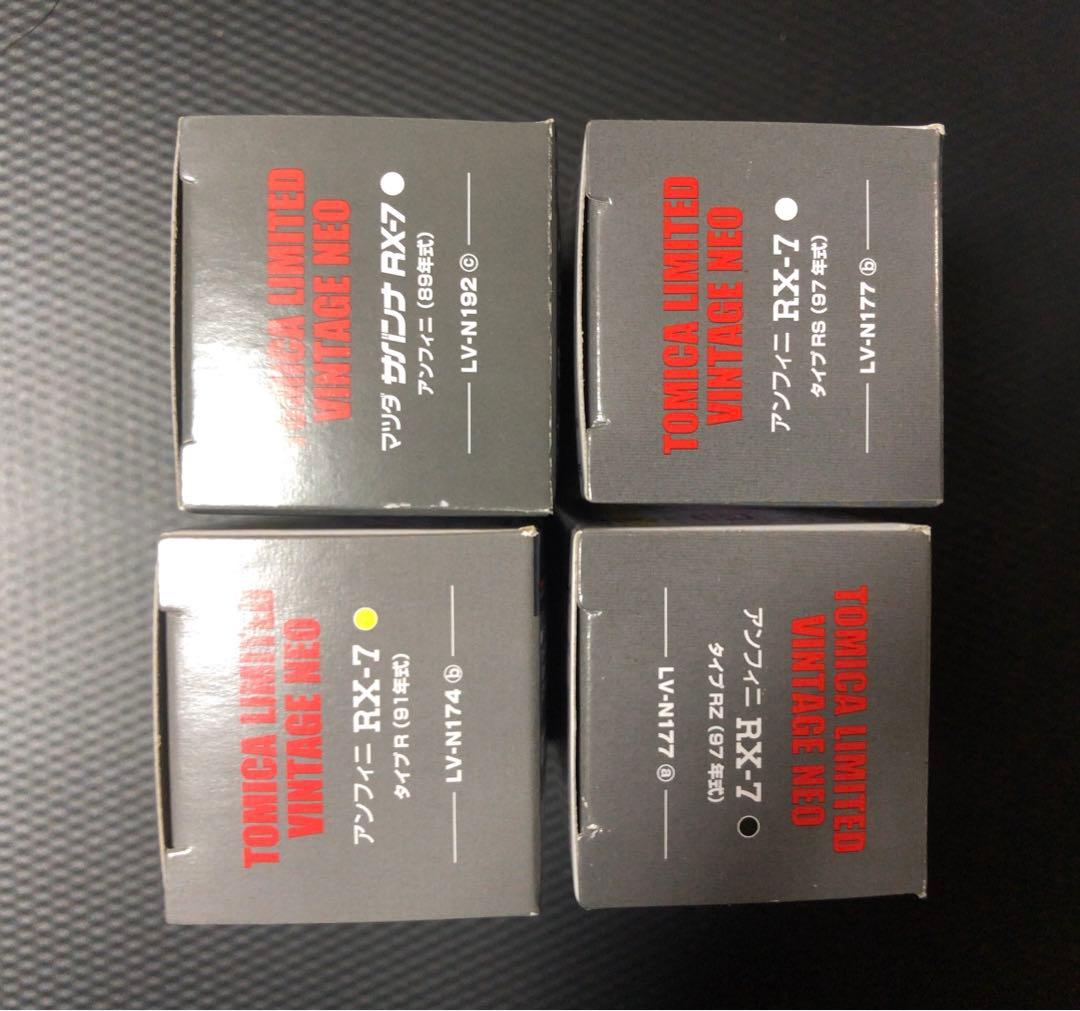 TOMICA LIMITED
VINTAGE NEO
マツダ サバンナ RX-7
アンフィニ (89年式)
LV-N192 ⓒ
TOMICA LIMITED
VINTAGE NEO
アンフィニ RX-7
タイプRS (97年式)
LV-N177 ⓑ
TOMICA LIMITED
VINTAGE NEO
アンフィニ RX-7
タイプR (91年式)
LV-N174 ⓑ
TOMICA LIMITED
VINTAGE NEO
アンフィニ RX-7
タイプRZ (97年式)
LV-N177 ⓐ